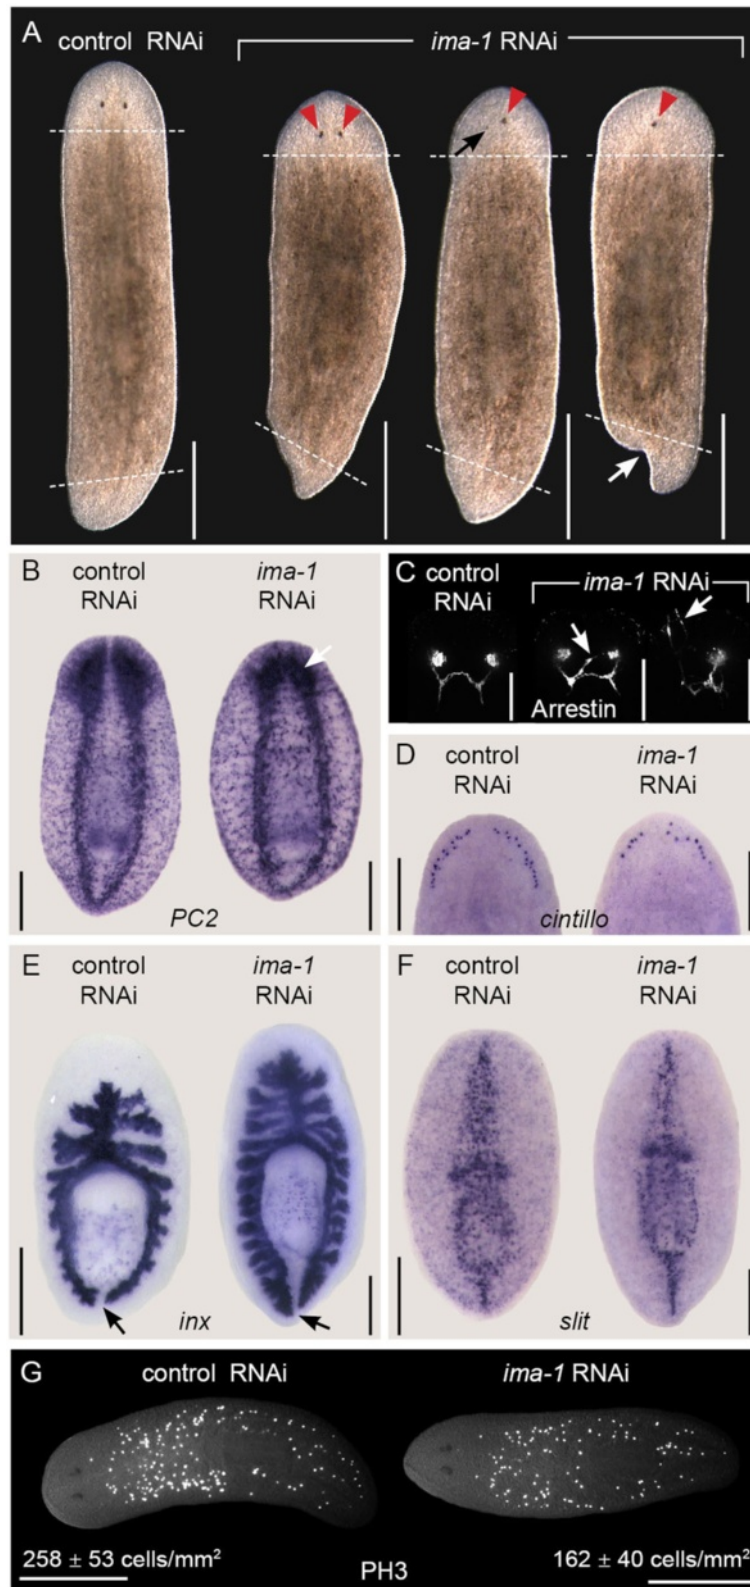 A
control RNAi
ima-1 RNAi
B
control
RNAi
ima-1
RNAi
PC2
C
control
RNAi
ima-1 RNAi
Arrestin
D
control
RNAi
ima-1
RNAi
cintillo
E
control
RNAi
ima-1
RNAi
inx
F
control
RNAi
ima-1
RNAi
slit
G
control RNAi
ima-1 RNAi
258 ± 53 cells/mm²
PH3
162 ± 40 cells/mm²